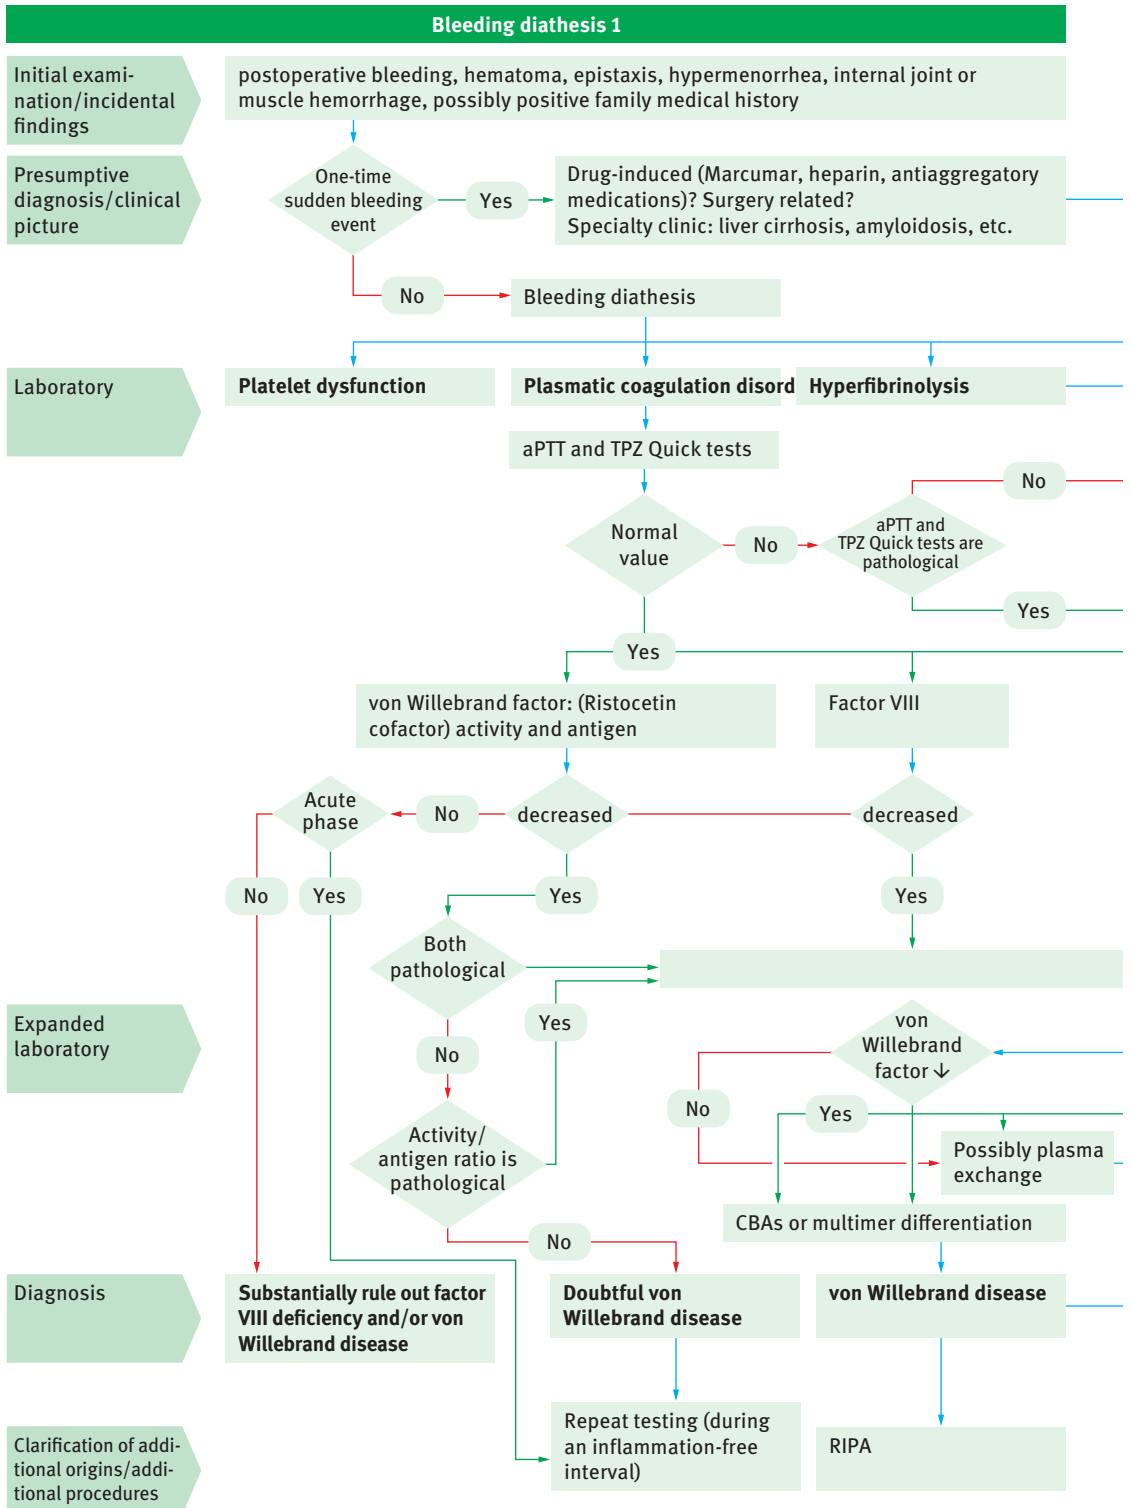 Bleeding diathesis 1
Initial exami-
nation/incidental
findings
postoperative bleeding, hematoma, epistaxis, hypermenorrhea, internal joint or
muscle hemorrhage, possibly positive family medical history
Presumptive
diagnosis/clinical
picture
One-time
sudden bleeding
event
Yes
Drug-induced (Marcumar, heparin, antiaggregatory
medications)? Surgery related?
Specialty clinic: liver cirrhosis, amyloidosis, etc.
No
Bleeding diathesis
Laboratory
Platelet dysfunction
Plasmatic coagulation disord
Hyperfibrinolysis
aPTT and TPZ Quick tests
Normal
value
No
aPTT and
TPZ Quick tests are
pathological
No
Yes
Yes
von Willebrand factor: (Ristocetin
cofactor) activity and antigen
Factor VIII
Acute
phase
No
decreased
decreased
No
Yes
Yes
Yes
Both
pathological
Expanded
laboratory
No
Yes
von
Willebrand
factor ↓
No
Yes
Activity/
antigen ratio is
pathological
Possibly plasma
exchange
CBAs or multimer differentiation
No
Diagnosis
Substantially rule out factor
VIII deficiency and/or von
Willebrand disease
Doubtful von
Willebrand disease
von Willebrand disease
Clarification of addi-
tional origins/addi-
tional procedures
Repeat testing (during
an inflammation-free
interval)
RIPA